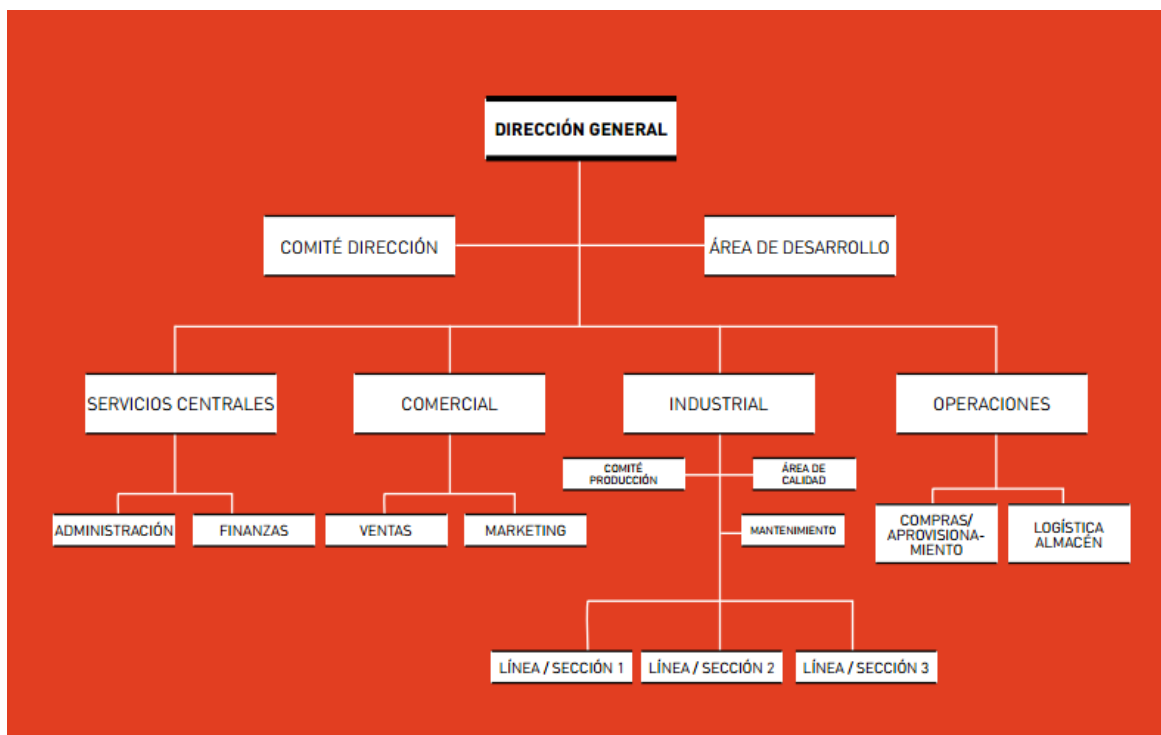 DIRECCIÓN GENERAL
COMITÉ DIRECCIÓN
ÁREA DE DESARROLLO
SERVICIOS CENTRALES
COMERCIAL
INDUSTRIAL
OPERACIONES
COMITÉ
PRODUCCIÓN
ÁREA DE
CALIDAD
ADMINISTRACIÓN
FINANZAS
VENTAS
MARKETING
MANTENIMIENTO
COMPRAS/
APROVISIONA-
MIENTO
LOGÍSTICA
ALMACÉN
LÍNEA / SECCIÓN 1
LÍNEA / SECCIÓN 2
LÍNEA / SECCIÓN 3